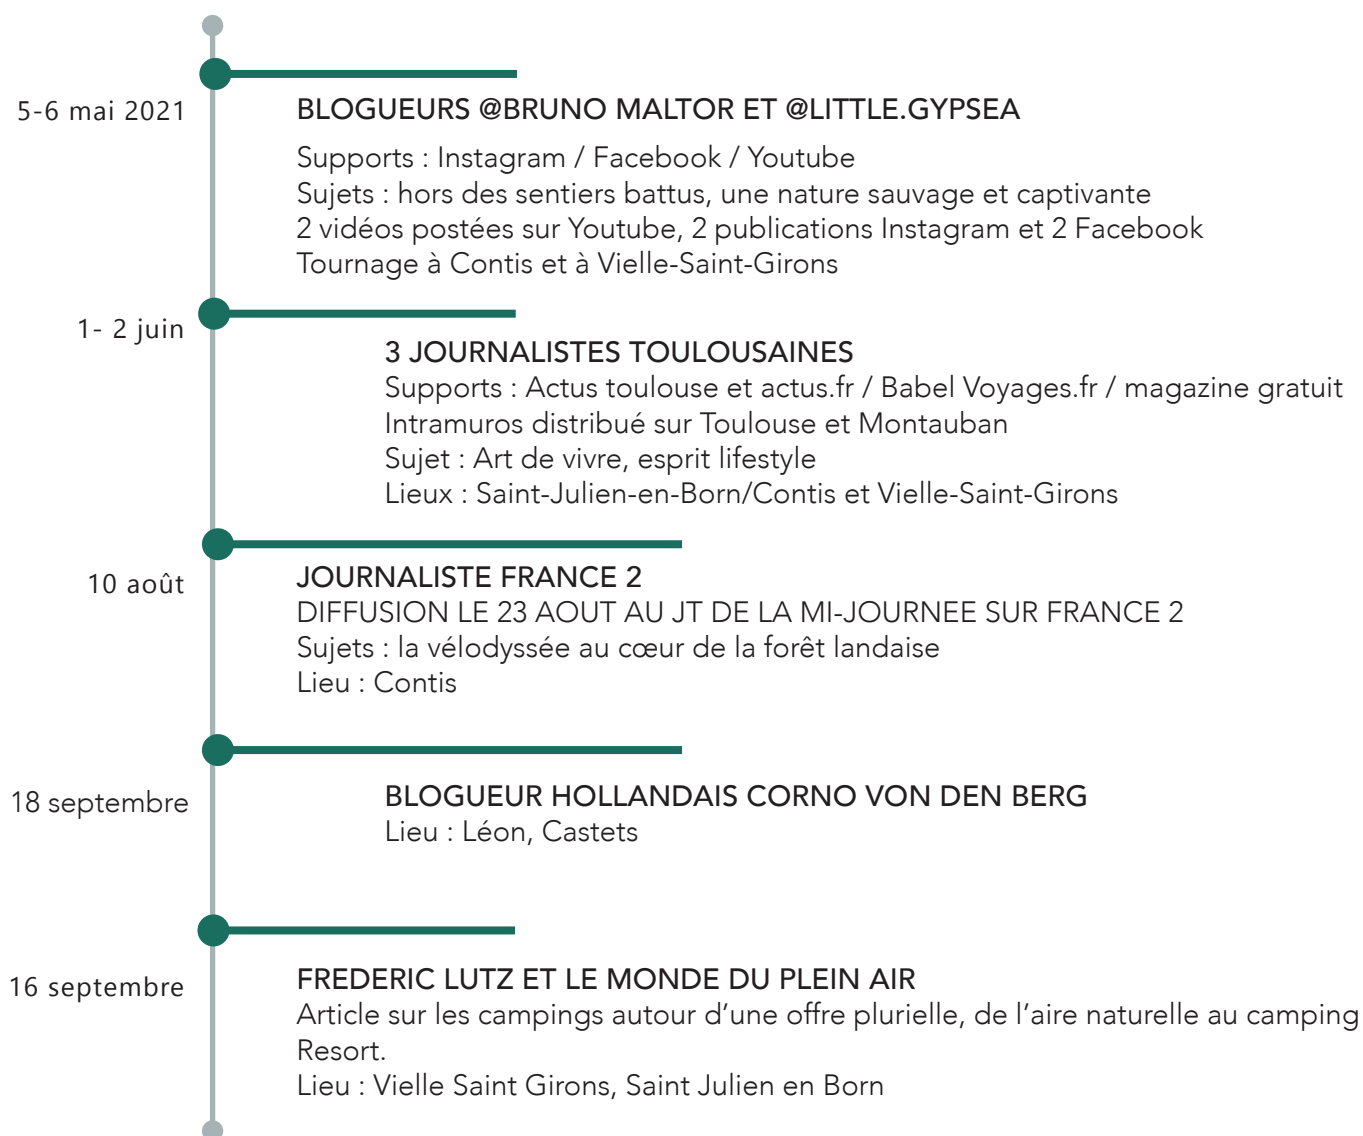 5-6 mai 2021
BLOGUEURS @BRUNO MALTOR ET @LITTLE.GYPSEA
Supports : Instagram / Facebook / Youtube
Sujets : hors des sentiers battus, une nature sauvage et captivante
2 vidéos postées sur Youtube, 2 publications Instagram et 2 Facebook
Tournage à Contis et à Vielle-Saint-Girons
1- 2 juin
3 JOURNALISTES TOULOUSAINES
Supports : Actus toulouse et actus.fr / Babel Voyages.fr / magazine gratuit
Intramuros distribué sur Toulouse et Montauban
Sujet : Art de vivre, esprit lifestyle
Lieux : Saint-Julien-en-Born/Contis et Vielle-Saint-Girons
10 août
JOURNALISTE FRANCE 2
DIFFUSION LE 23 AOUT AU JT DE LA MI-JOURNEE SUR FRANCE 2
Sujets : la vélodyssée au cœur de la forêt landaise
Lieu : Contis
18 septembre
BLOGUEUR HOLLANDAIS CORNO VON DEN BERG
Lieu : Léon, Castets
16 septembre
FREDERIC LUTZ ET LE MONDE DU PLEIN AIR
Article sur les campings autour d’une offre plurielle, de l’aire naturelle au camping
Resort.
Lieu : Vielle Saint Girons, Saint Julien en Born